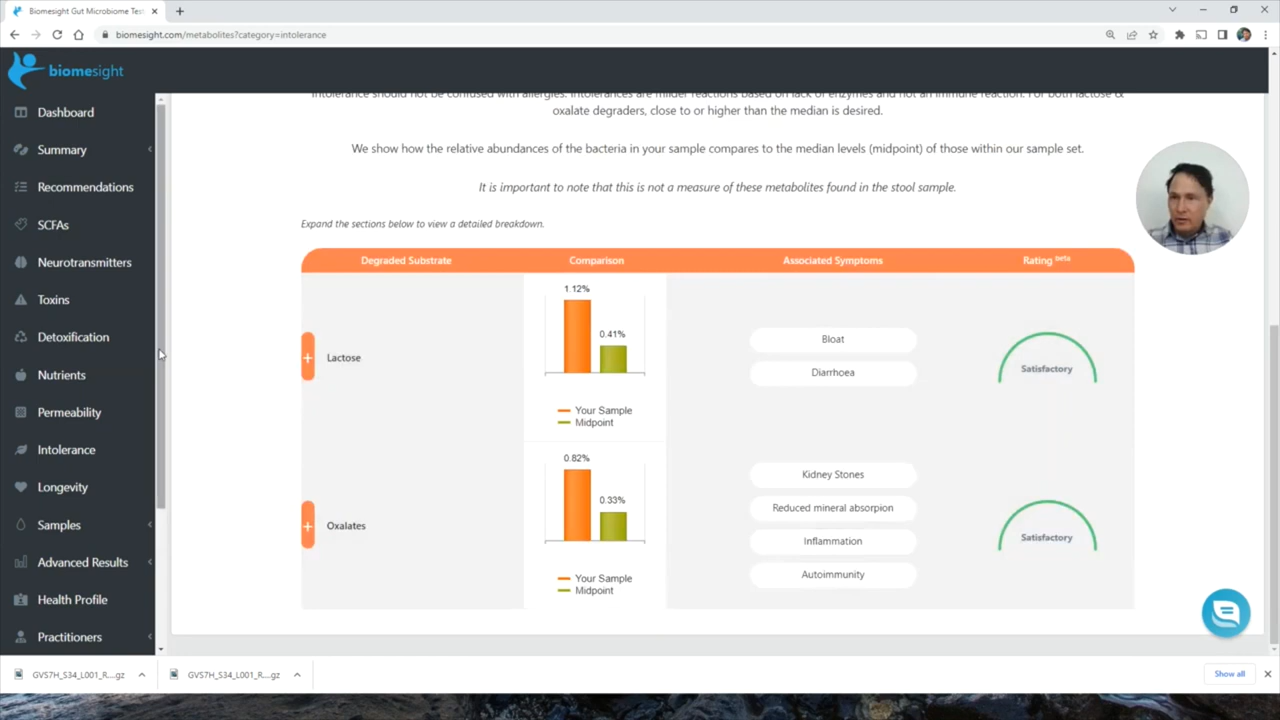 Biomesight Gut Microbiome Tes
biomesight.com/metabolites?category=intolerance
biomesight
Dashboard
Summary
Recommendations
SCFAs
Neurotransmitters
Toxins
Detoxification
Nutrients
Permeability
Intolerance
Longevity
Samples
Advanced Results
Health Profile
Practitioners
Intolerance should not be confused with allergies. Intolerances are milder reactions based on lack of enzymes and not an immune reaction. For both lactose &
oxalate degraders, close to or higher than the median is desired.
We show how the relative abundances of the bacteria in your sample compares to the median levels (midpoint) of those within our sample set.
It is important to note that this is not a measure of these metabolites found in the stool sample.
Expand the sections below to view a detailed breakdown.
Degraded Substrate Comparison Associated Symptoms Rating beta
+ Lactose
1.12%
0.41%
Your Sample
Midpoint
Bloat
Diarrhoea
Satisfactory
+ Oxalates
0.82%
0.33%
Your Sample
Midpoint
Kidney Stones
Reduced mineral absorpion
Inflammation
Autoimmunity
Satisfactory
GVS7H_S34_L001_R....gz
GVS7H_S34_L001_R....gz
Show all